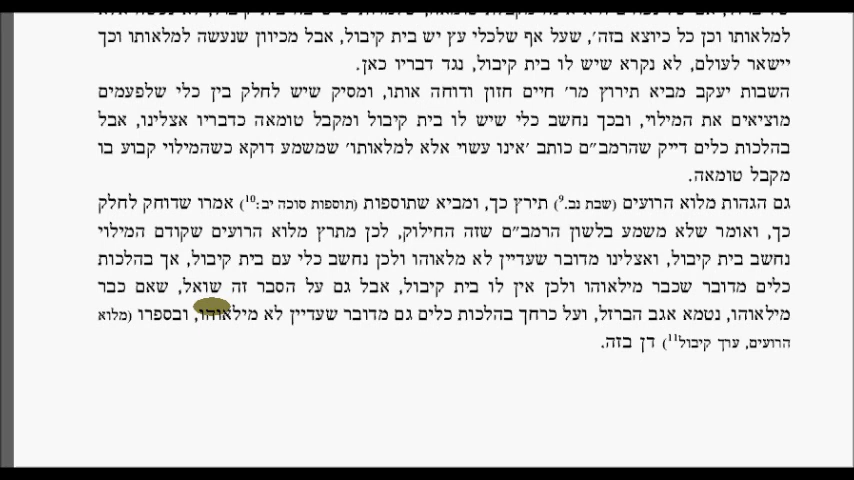 למלאותו וכן כל כיוצא בזה', שעל אף שלכלי עץ יש בית קיבול, אבל מכיוון שנעשה למלאותו וכך
יישאר לעולם, לא נקרא שיש לו בית קיבול, נגד דבריו כאן.
השבות יעקב מביא תירוץ מר' חיים חזון ודוחה אותו, ומסיק שיש לחלק בין כלי שלפעמים
מוציאים את המילוי, ובכך נחשב כלי שיש לו בית קיבול ומקבל טומאה כדבריו אצלינו, אבל
בהלכות כלים דייק שהרמב״ם כותב 'אינו עשוי אלא למלאותו' שמשמע דוקא כשהמילוי קבוע בו
מקבל טומאה.
גם הגהות מלוא הרועים (שבת נב.9) תירץ כך, ומביא שתוספות (תוספות סוכה יב:10) אמרו שדוחק לחלק
כך, ואומר שלא משמע בלשון הרמב״ם שזה החילוק, לכן מתרץ מלוא הרועים שקודם המילוי
נחשב בית קיבול, ואצלינו מדובר שעדיין לא מלאוהו ולכן נחשב כלי עם בית קיבול, אך בהלכות
כלים מדובר שכבר מילאוהו ולכן אין לו בית קיבול, אבל גם על הסבר זה שואל, שאם כבר
מילאוהו, נטמא אגב הברזל, ועל כרחך בהלכות כלים גם מדובר שעדיין לא מילאוהו, ובספרו (מלוא
הרועים, ערך קיבול11) דן בזה.